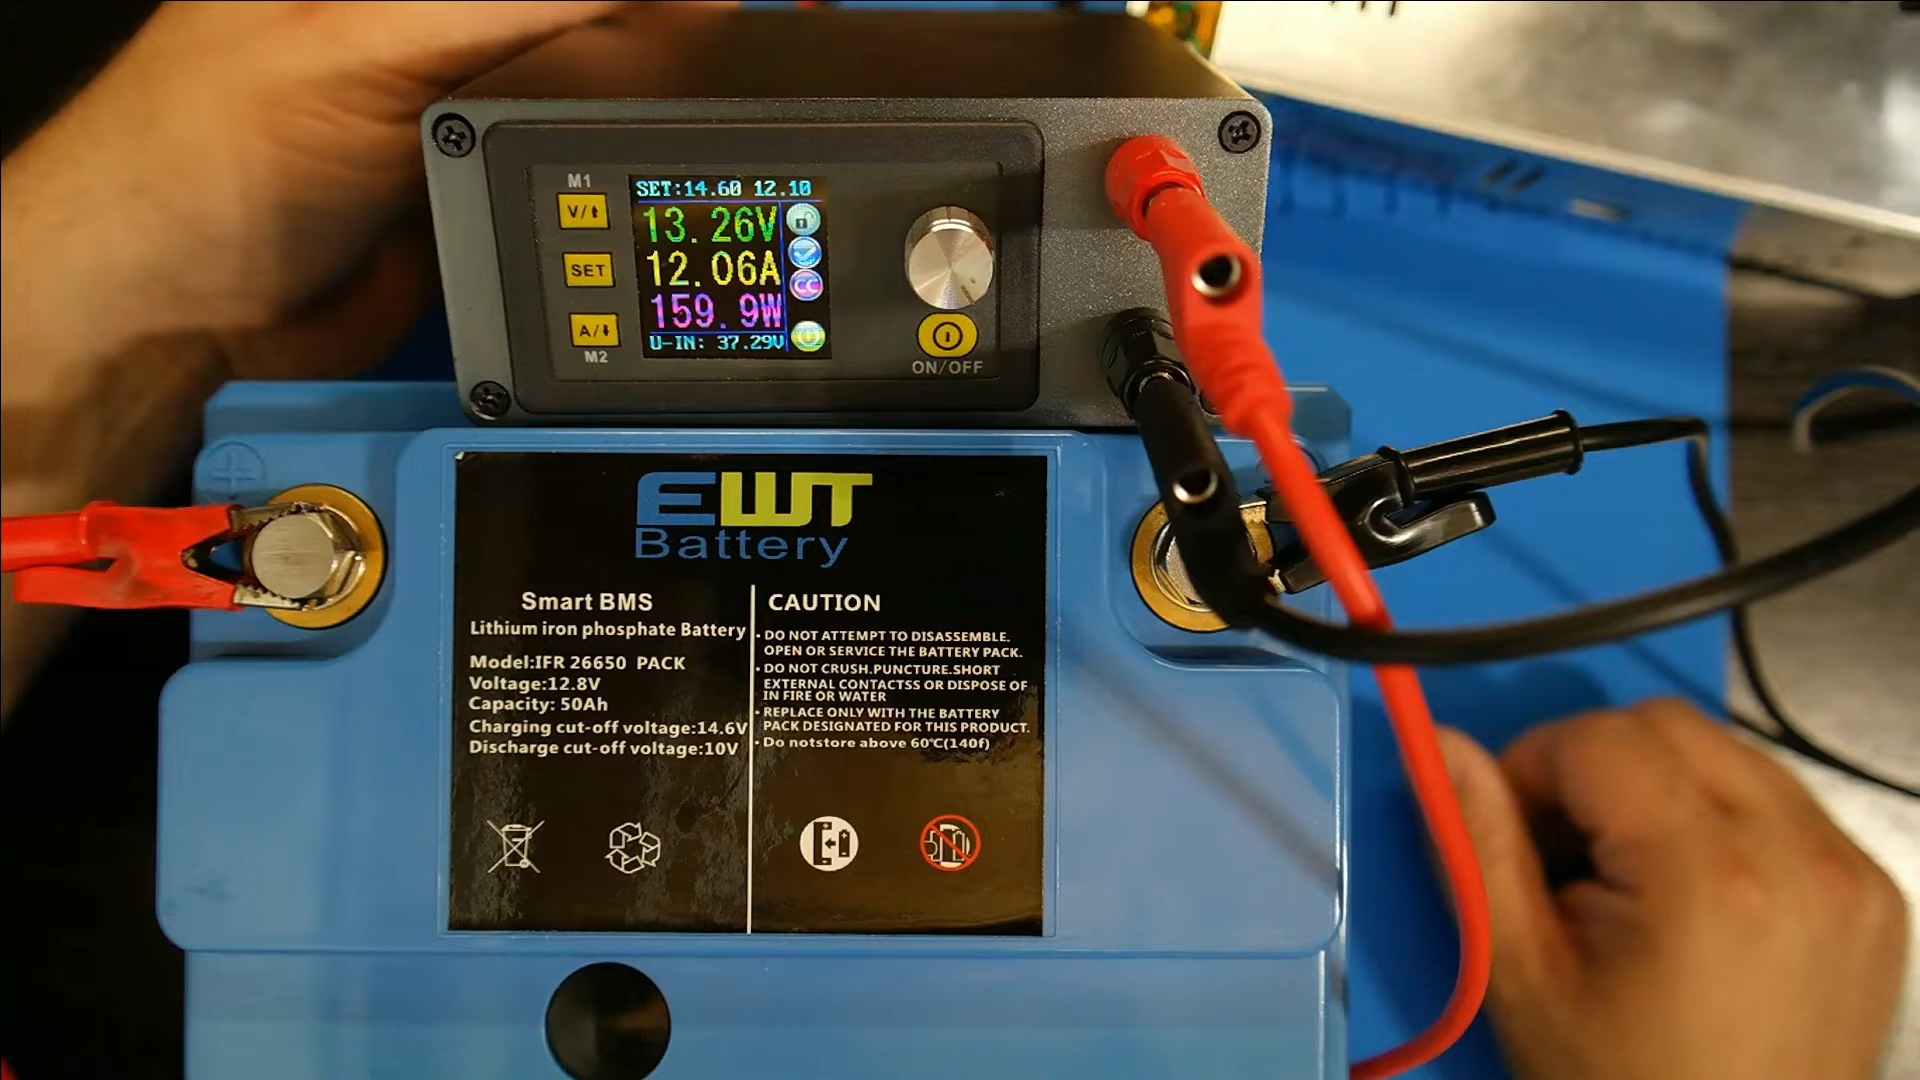 M1
V/↑
SET
A/↓
M2
SET:14.60 12.10
13.26V
12.06A
CC
159.9W
U-IN: 37.29V
ON/OFF
EWT
Battery
Smart BMS
Lithium iron phosphate Battery
Model:IFR 26650 PACK
Voltage:12.8V
Capacity: 50Ah
Charging cut-off voltage:14.6V
Discharge cut-off voltage:10V
CAUTION
· DO NOT ATTEMPT TO DISASSEMBLE.
OPEN OR SERVICE THE BATTERY PACK.
· DO NOT CRUSH.PUNCTURE.SHORT
EXTERNAL CONTACTSS OR DISPOSE OF
IN FIRE OR WATER
· REPLACE ONLY WITH THE BATTERY
PACK DESIGNATED FOR THIS PRODUCT.
· Do notstore above 60℃(140f)